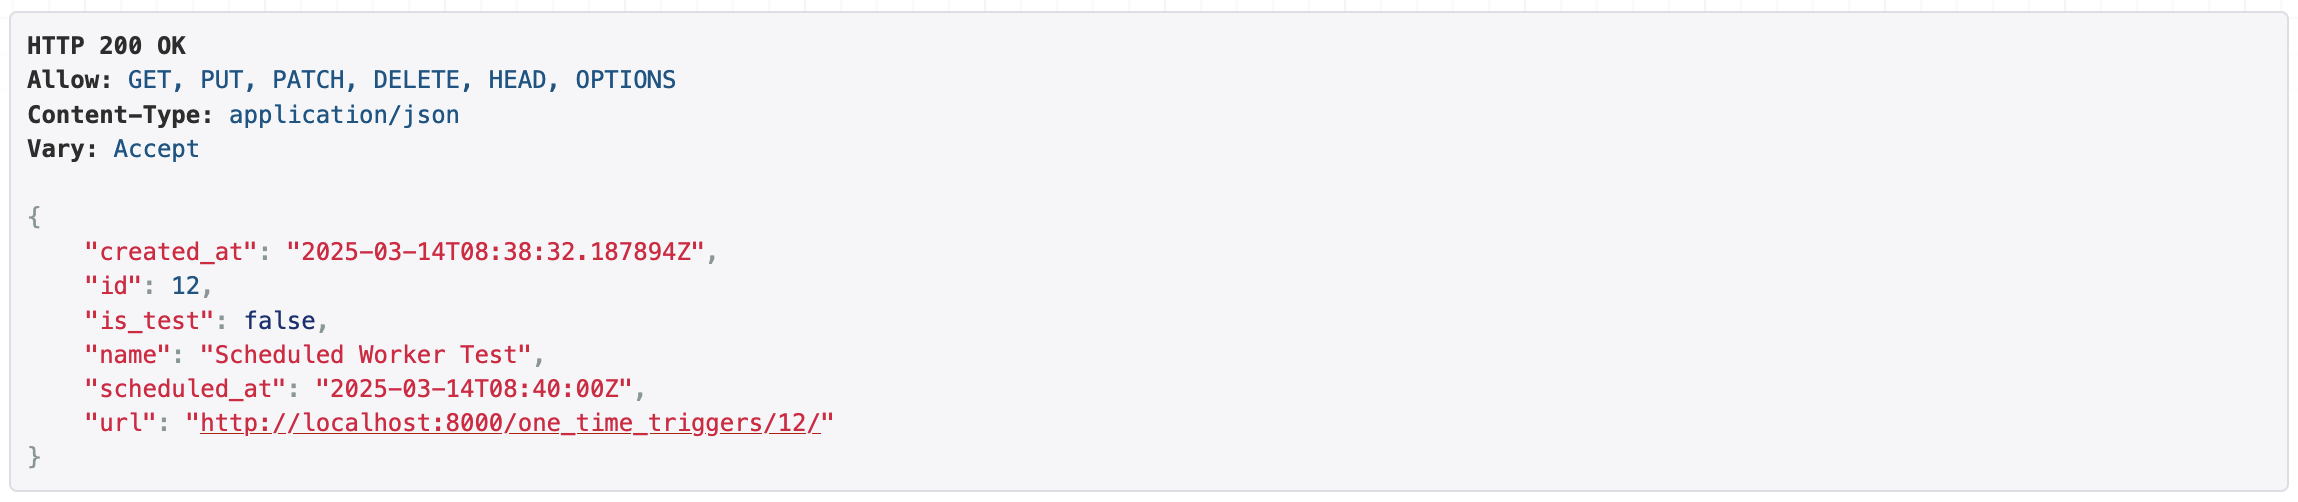 HTTP 200 OK
Allow: GET, PUT, PATCH, DELETE, HEAD, OPTIONS
Content-Type: application/json
Vary: Accept

{
    "created_at": "2025-03-14T08:38:32.187894Z",
    "id": 12,
    "is_test": false,
    "name": "Scheduled Worker Test",
    "scheduled_at": "2025-03-14T08:40:00Z",
    "url": "http://localhost:8000/one_time_triggers/12/"
}